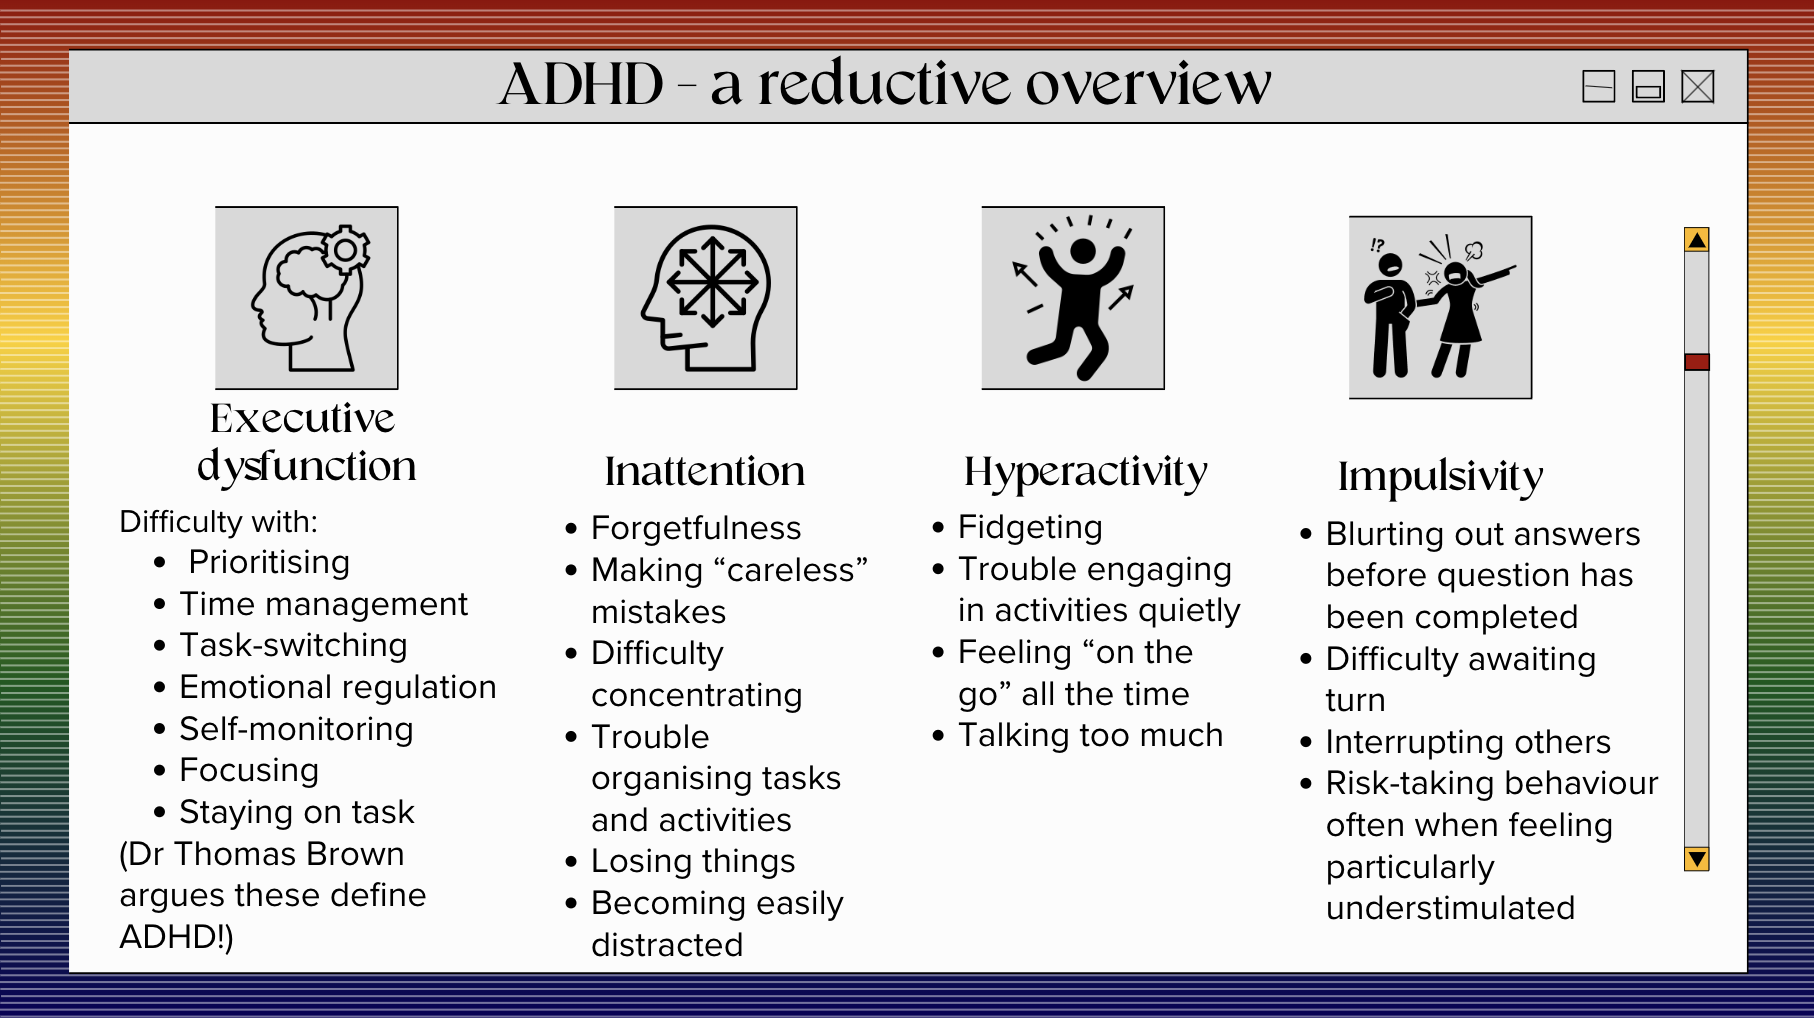 ADHD - a reductive overview
!?
Executive
dysfunction
Difficulty with:
• Prioritising
• Time management
• Task-switching
• Emotional regulation
• Self-monitoring
• Focusing
• Staying on task
(Dr Thomas Brown
argues these define
ADHD!)
Inattention
• Forgetfulness
• Making “careless”
mistakes
• Difficulty
concentrating
• Trouble
organising tasks
and activities
• Losing things
• Becoming easily
distracted
Hyperactivity
• Fidgeting
• Trouble engaging
in activities quietly
• Feeling “on the
go” all the time
• Talking too much
Impulsivity
• Blurting out answers
before question has
been completed
• Difficulty awaiting
turn
• Interrupting others
• Risk-taking behaviour
often when feeling
particularly
understimulated